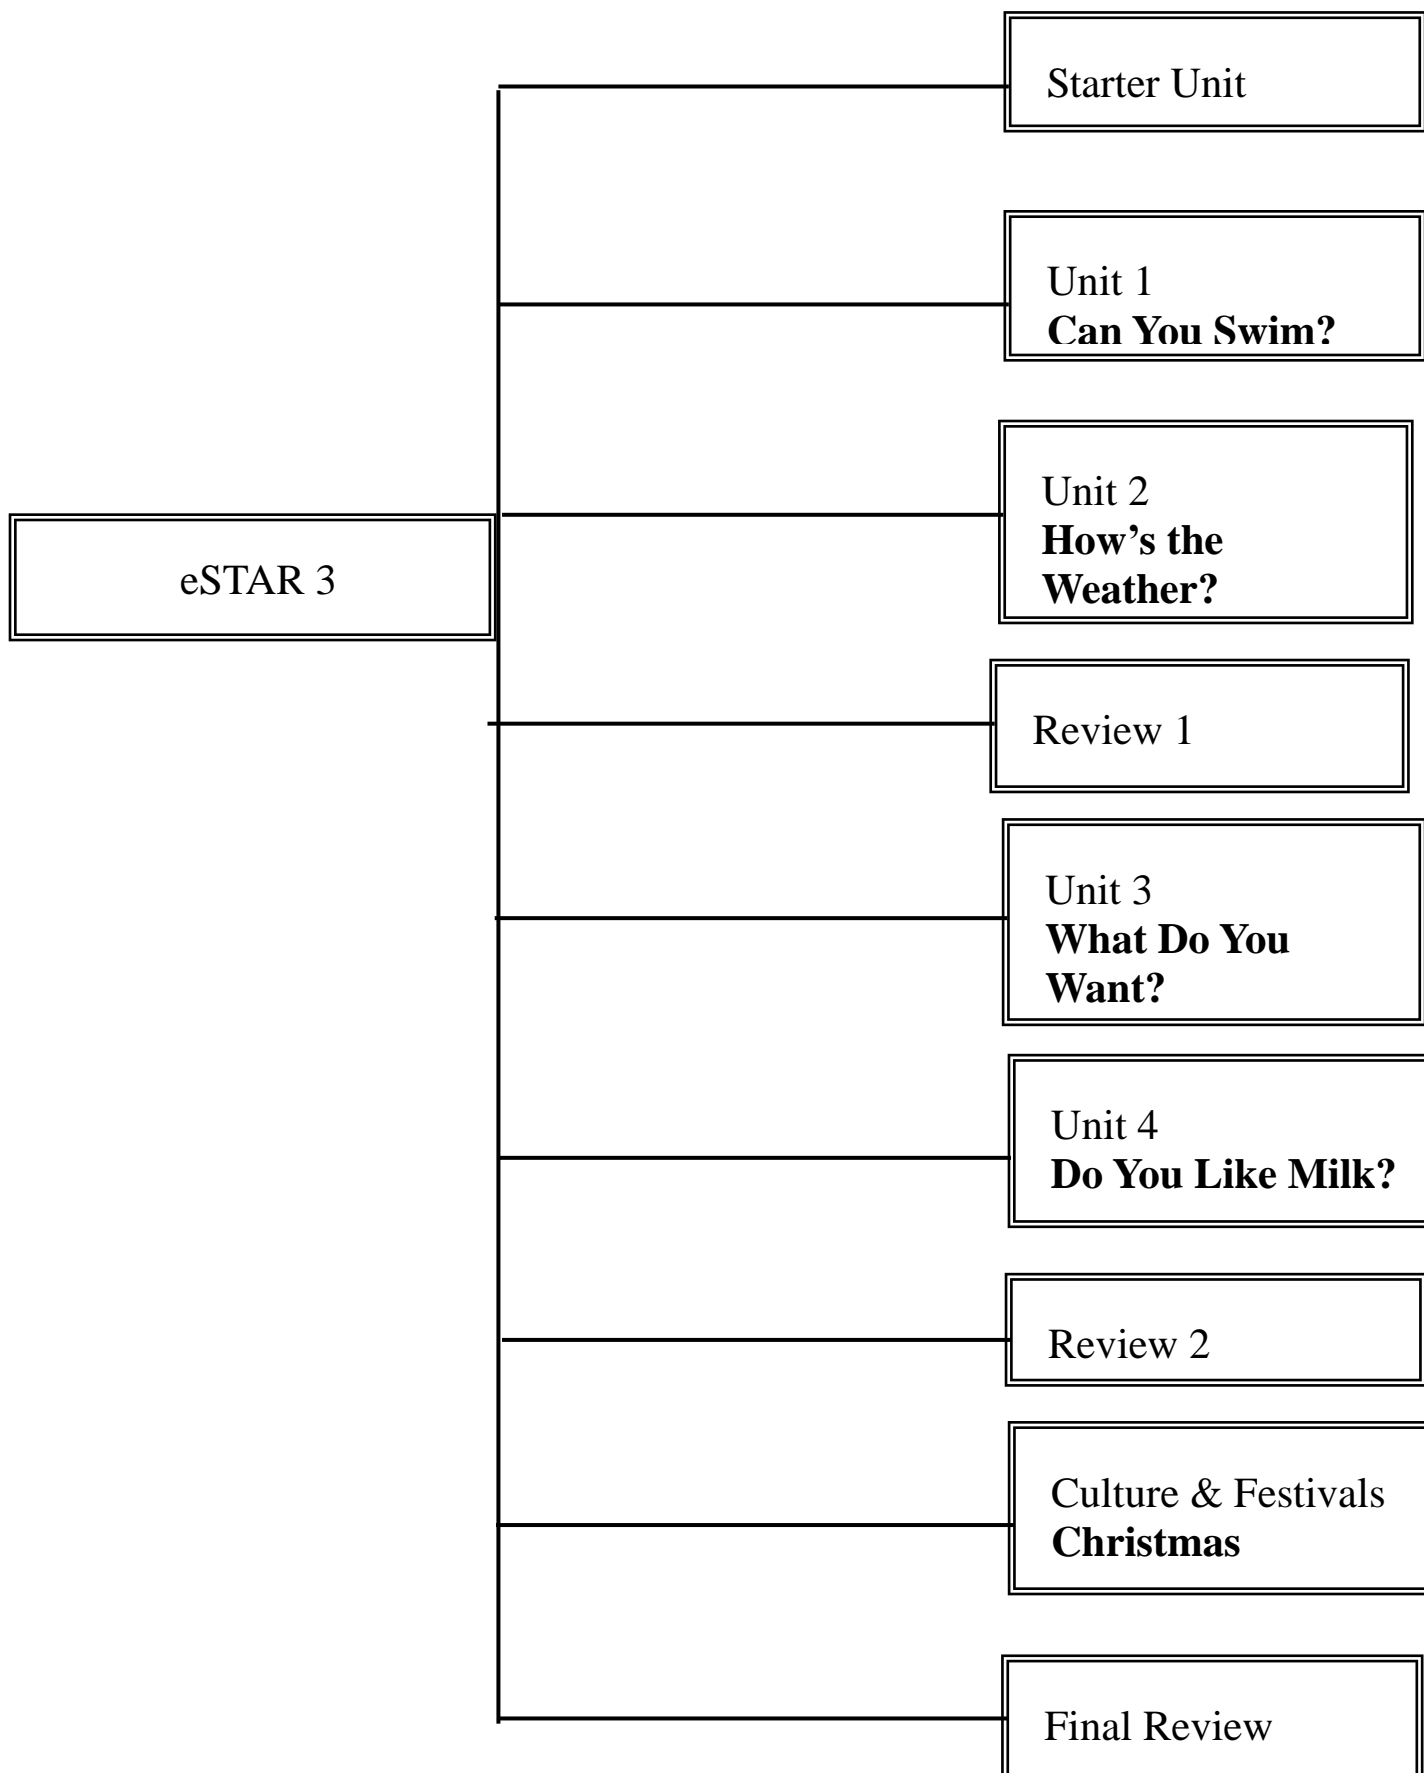 Starter Unit
Unit 1
Can You Swim?
Unit 2
How’s the
Weather?
eSTAR 3
Review 1
Unit 3
What Do You
Want?
Unit 4
Do You Like Milk?
Review 2
Culture & Festivals
Christmas
Final Review